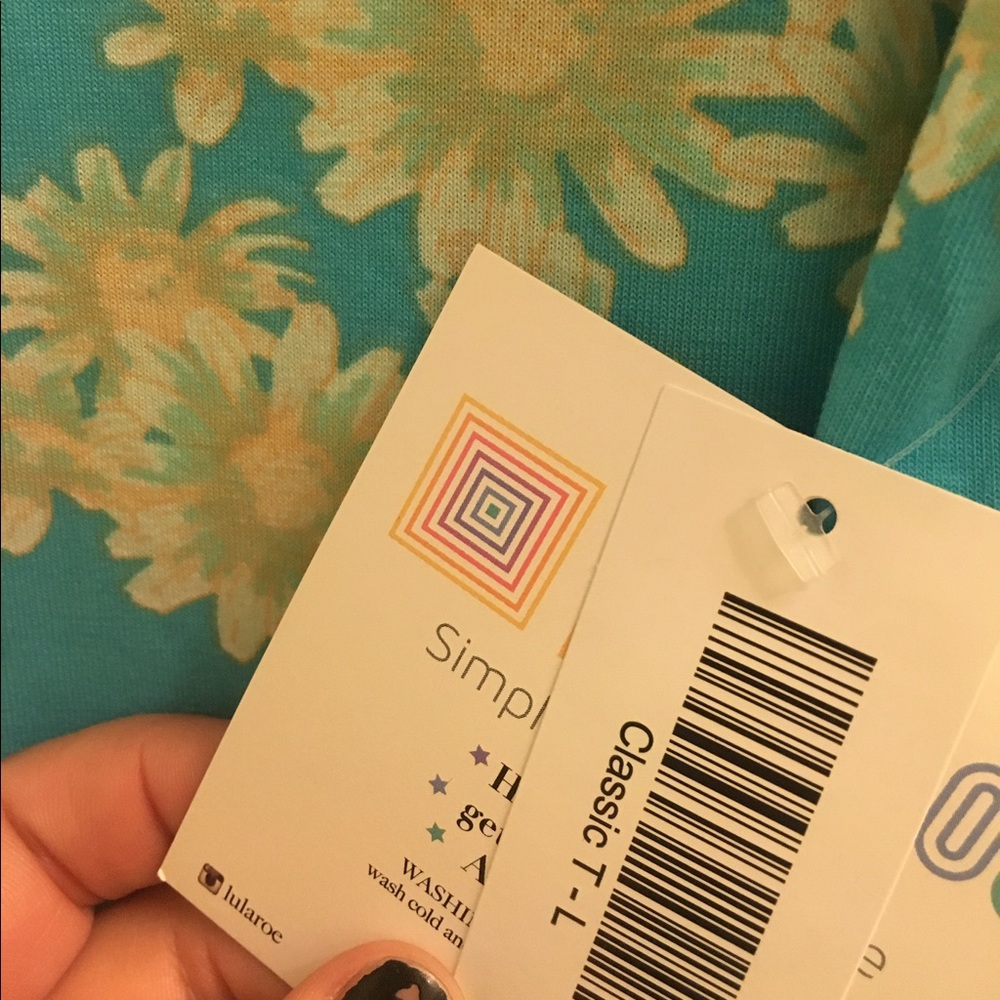 Simpl
H
ge
A
WASHI
wash cold an
lularoe
Classic T - L
e